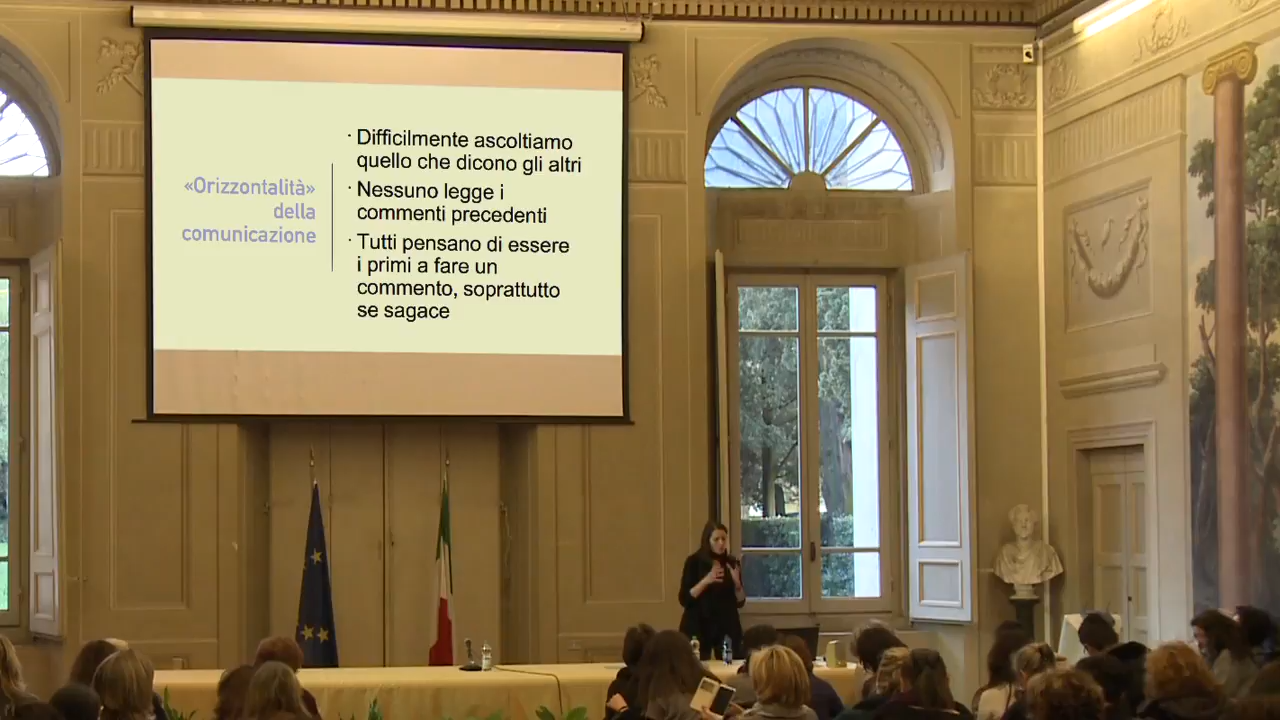 «Orizzontalità»
della
comunicazione
· Difficilmente ascoltiamo
quello che dicono gli altri
· Nessuno legge i
commenti precedenti
· Tutti pensano di essere
i primi a fare un
commento, soprattutto
se sagace